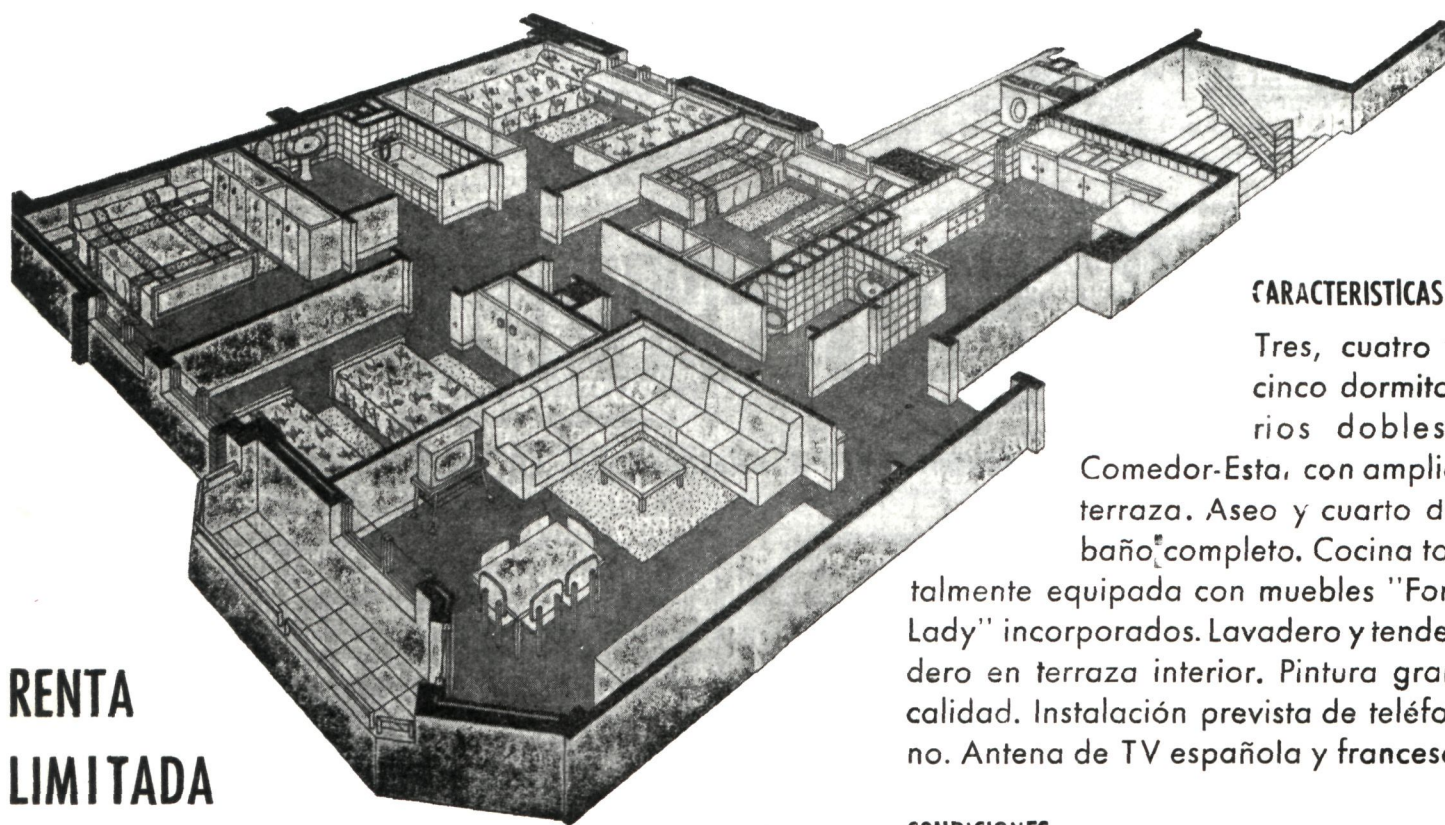 RENTA
LIMITADA
CARACTERISTICAS
Tres, cuatro
cinco dormito
rios dobles
Comedor-Esta, con amplia
terraza. Aseo y cuarto d
baño completo. Cocina to
talmente equipada con muebles "For
Lady" incorporados. Lavadero y tende
dero en terraza interior. Pintura gra
calidad. Instalación prevista de teléfo
no. Antena de TV española y frances
CONDICIONES